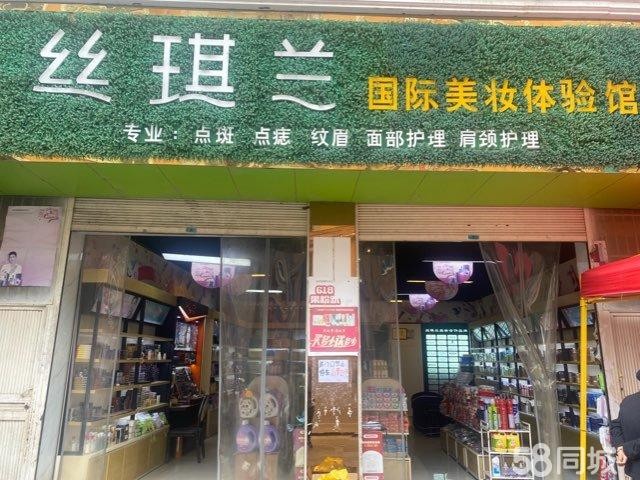 丝琪兰
国际美妆体验馆
专业：点斑 点痣 纹眉 面部护理 肩颈护理
618
58同城